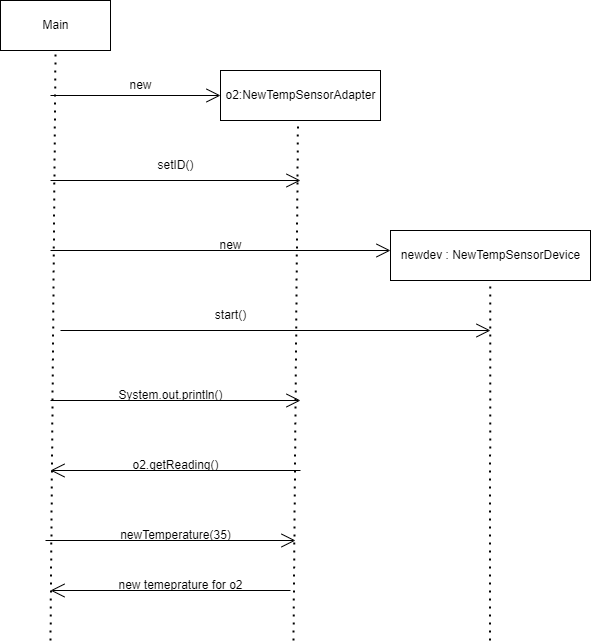 Main
new
o2:NewTempSensorAdapter
setID()
new
newdev : NewTempSensorDevice
start()
System.out.println()
o2.getReading()
newTemperature(35)
new temeprature for o2